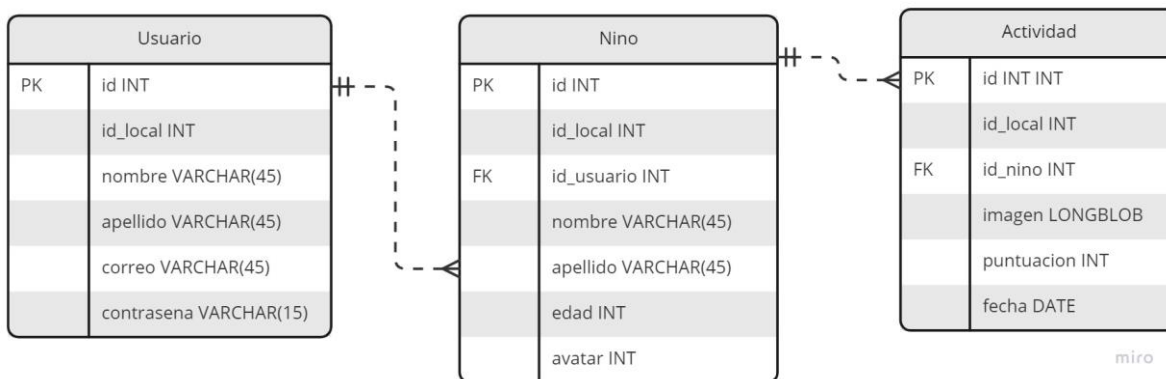 Usuario
PK id INT
id_local INT
nombre VARCHAR(45)
apellido VARCHAR(45)
correo VARCHAR(45)
contrasena VARCHAR(15)
Nino
PK id INT
id_local INT
FK id_usuario INT
nombre VARCHAR(45)
apellido VARCHAR(45)
edad INT
avatar INT
Actividad
PK id INT INT
id_local INT
FK id_nino INT
imagen LONGBLOB
puntuacion INT
fecha DATE
miro